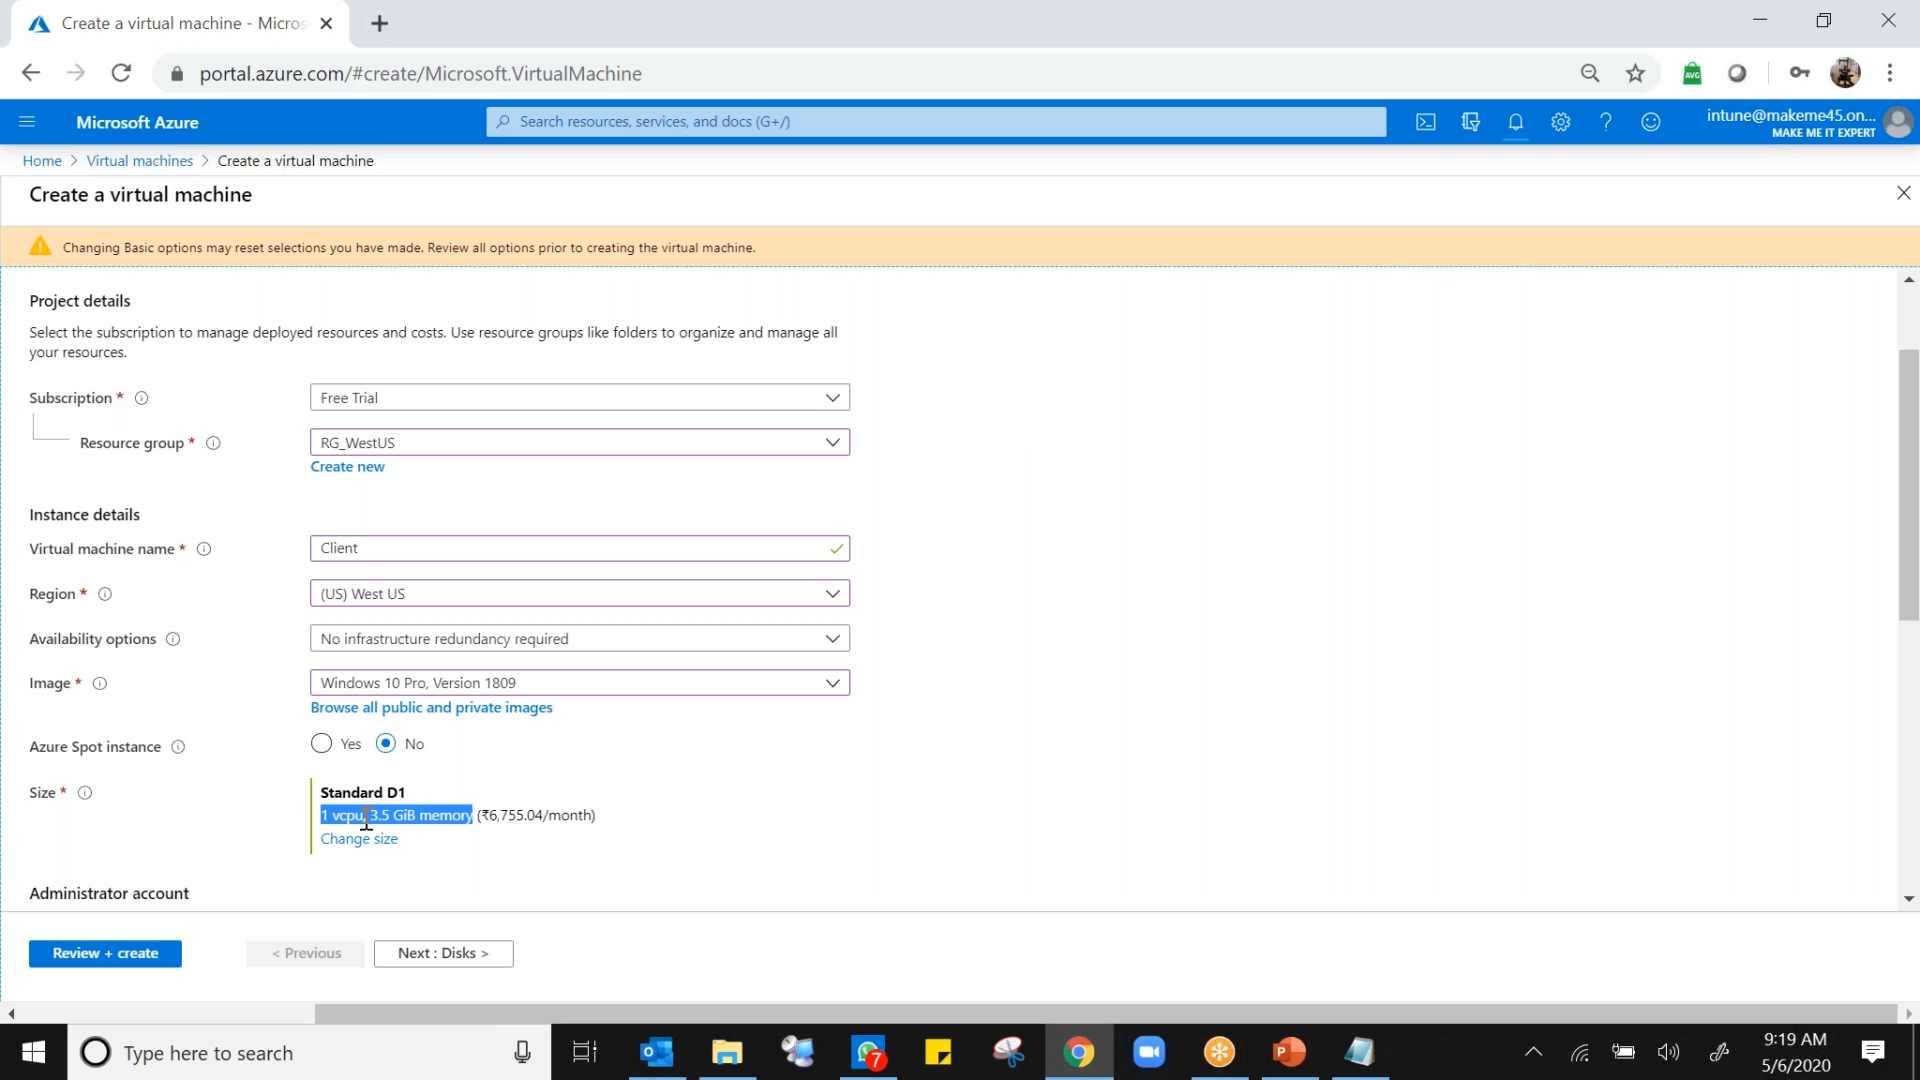 Create a virtual machine - Micros
portal.azure.com/#create/Microsoft.VirtualMachine
AVG
Microsoft Azure
Search resources, services, and docs (G+/)
intune@makeme45.on...
MAKE ME IT EXPERT
Home > Virtual machines > Create a virtual machine
Create a virtual machine
Changing Basic options may reset selections you have made. Review all options prior to creating the virtual machine.
Project details
Select the subscription to manage deployed resources and costs. Use resource groups like folders to organize and manage all
your resources.
Subscription *
Free Trial
Resource group *
RG_WestUS
Create new
Instance details
Virtual machine name *
Client
Region *
(US) West US
Availability options
No infrastructure redundancy required
Image *
Windows 10 Pro, Version 1809
Browse all public and private images
Azure Spot instance
Yes No
Size *
Standard D1
1 vcpu, 3.5 GiB memory (₹6,755.04/month)
Change size
Administrator account
Review + create
< Previous
Next : Disks >
Type here to search
7
9:19 AM
5/6/2020